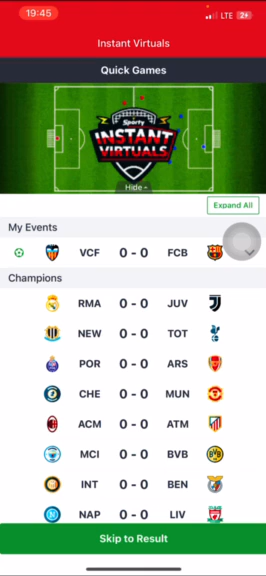 19:45
LTE 2+
Instant Virtuals
Quick Games
Sporty
INSTANT
VIRTUALS
Hide
Expand All
My Events
VCF 0 - 0 FCB
Champions
RMA 0 - 0 JUV
NEW 0 - 0 TOT
POR 0 - 0 ARS
CHE 0 - 0 MUN
ACM 0 - 0 ATM
MCI 0 - 0 BVB
INT 0 - 0 BEN
NAP 0 - 0 LIV
Skip to Result